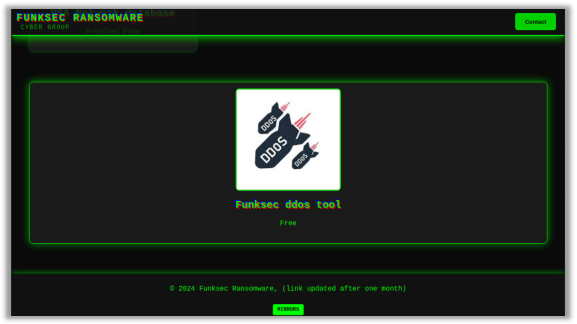 FUNKSEC RANSOMWARE
CYBER GROUP
Contact
DDOS
DDOS
DDOS
Funksec ddos tool
Free
© 2024 Funksec Ransomware, (link updated after one month)
MIRRORS